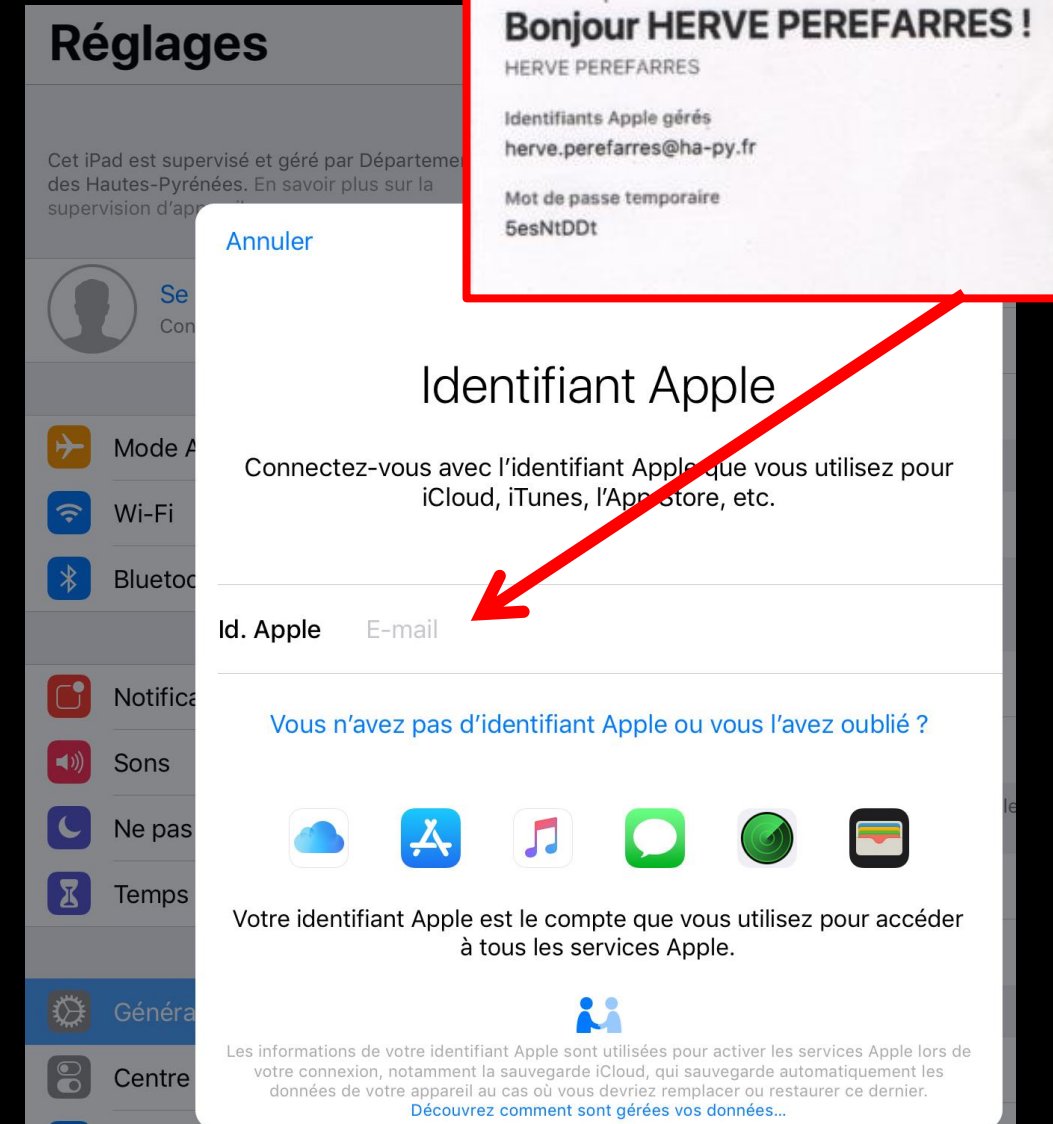 Réglages
Bonjour HERVE PEREFARRES !
HERVE PEREFARRES
Identifiants Apple gérés
herve.perefarres@ha-py.fr
Mot de passe temporaire
5esNtDDt
Cet iPad est supervisé et géré par
des Hautes-Pyrénées. En savoir plus sur la
supervision
Annuler
Se
Identifiant Apple
Connectez-vous avec l'identifiant Apple que vous utilisez pour
iCloud, iTunes, l'App Store, etc.
Id. Apple E-mail
Vous n'avez pas d'identifiant Apple ou vous l'avez oublié ?
Votre identifiant Apple est le compte que vous utilisez pour accéder
à tous les services Apple.
Les informations de votre identifiant Apple sont utilisées pour activer les services Apple lors de
votre connexion, notamment la sauvegarde iCloud, qui sauvegarde automatiquement les
données de votre appareil au cas où vous devriez remplacer ou restaurer ce dernier.
Découvrez comment sont gérées vos données...
Mode
Wi-Fi
Sons
Ne pas
Temps
Centre